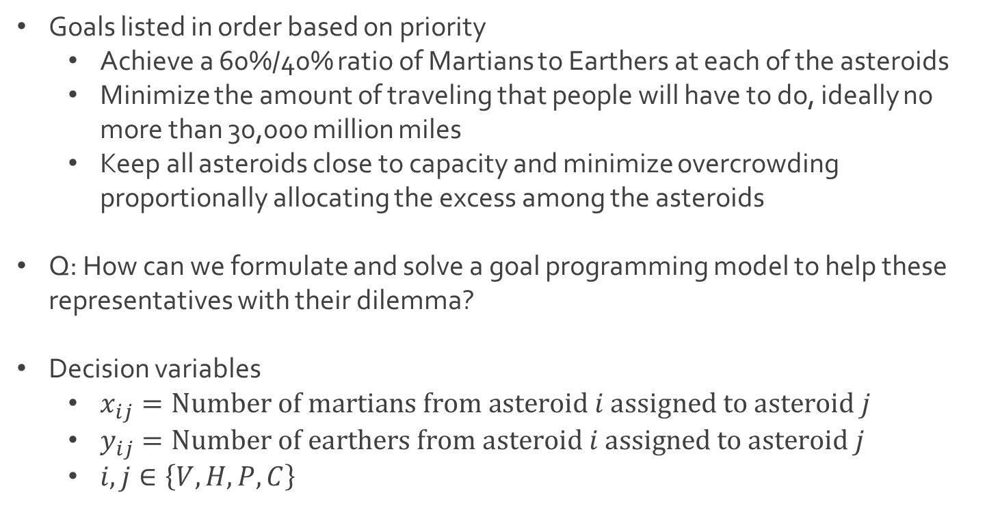 • Goals listed in order based on priority
• Achieve a 60%/40% ratio of Martians to Earthers at each of the asteroids
• Minimize the amount of traveling that people will have to do, ideally no
more than 30,000 million miles
• Keep all asteroids close to capacity and minimize overcrowding
proportionally allocating the excess among the asteroids
• Q: How can we formulate and solve a goal programming model to help these
representatives with their dilemma?
• Decision variables
• $x_{ij}$ = Number of martians from asteroid $i$ assigned to asteroid $j$
• $y_{ij}$ = Number of earthers from asteroid $i$ assigned to asteroid $j$
• $i, j \in \{V, H, P, C\}$